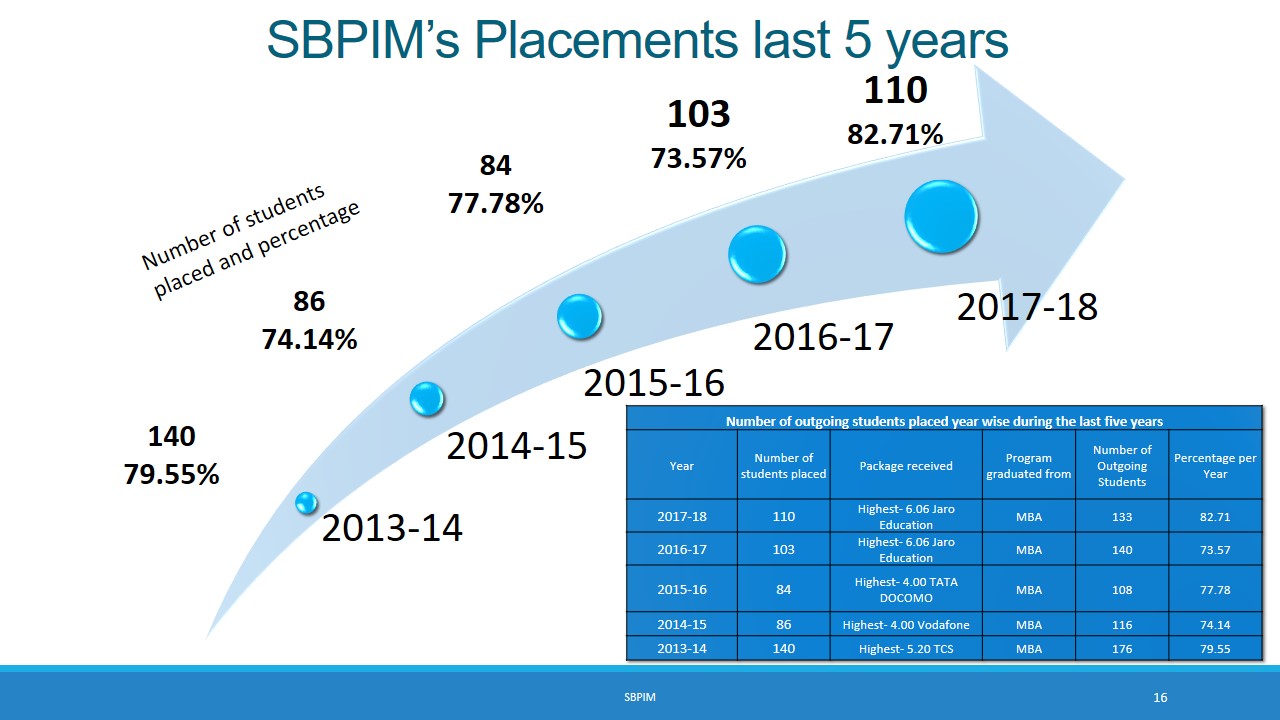 SBPIM’s Placements last 5 years
110
82.71%
103
73.57%
84
77.78%
Number of students
placed and percentage
86
74.14%
140
79.55%
2017-18
2016-17
2015-16
2014-15
2013-14
Number of outgoing students placed year wise during the last five years
Year
Number of
students placed
Package received
Program
graduated from
Number of
Outgoing
Students
Percentage per
Year
2017-18
110
Highest- 6.06 Jaro
Education
MBA
133
82.71
2016-17
103
Highest- 6.06 Jaro
Education
MBA
140
73.57
2015-16
84
Highest- 4.00 TATA
DOCOMO
MBA
108
77.78
2014-15
86
Highest- 4.00 Vodafone
MBA
116
74.14
2013-14
140
Highest- 5.20 TCS
MBA
176
79.55
SBPIM
16